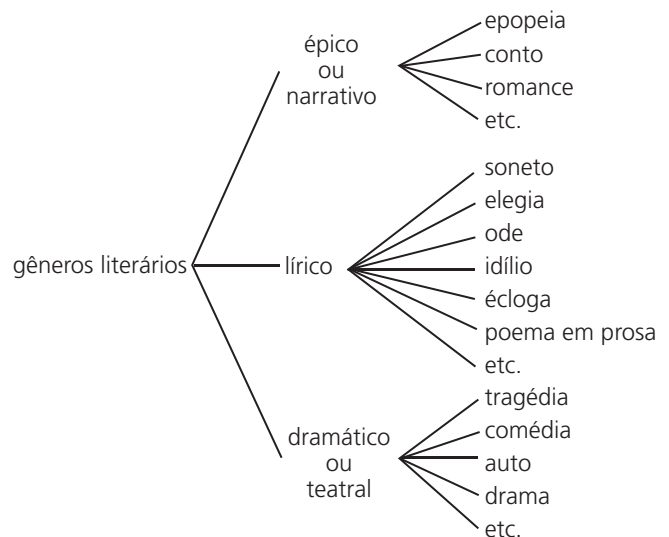 gêneros literários
épico
ou
narrativo
epopeia
conto
romance
etc.
lírico
soneto
elegia
ode
idílio
écloga
poema em prosa
etc.
dramático
ou
teatral
tragédia
comédia
auto
drama
etc.